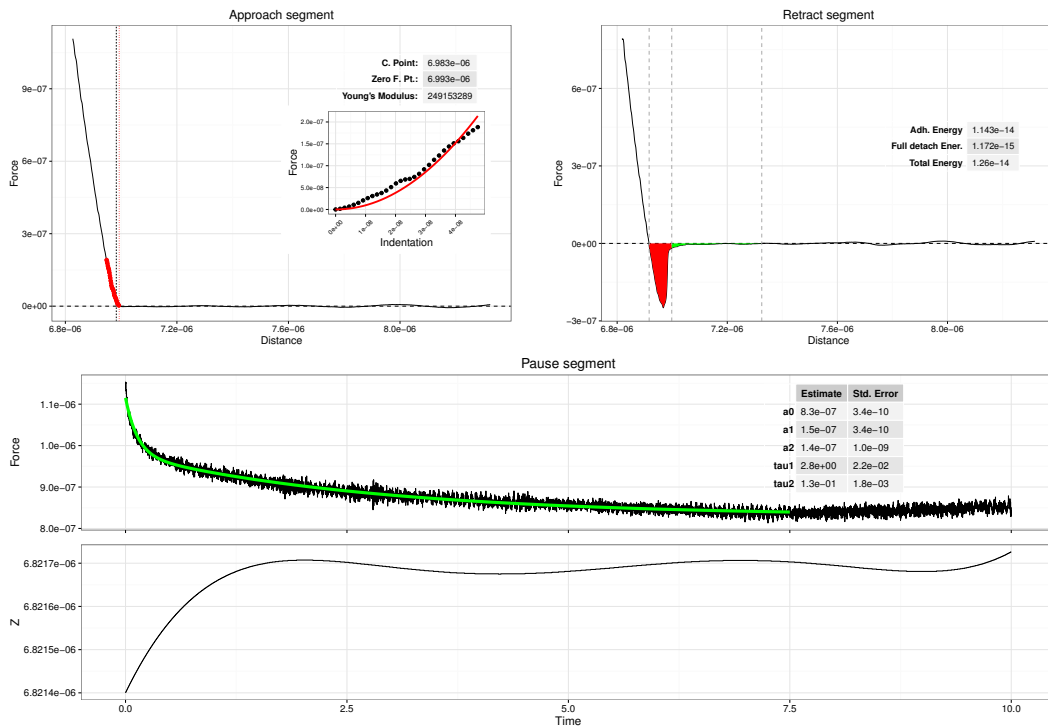 Approach segment
Retract segment
Force
9e−07
6e−07
3e−07
0e+00
6.8e−06
7.2e−06
7.6e−06
8.0e−06
Distance
C. Point: 6.983e−06
Zero F. Pt.: 6.993e−06
Young's Modulus: 249153289
Force
2.0e−07
1.5e−07
1.0e−07
5.0e−08
0.0e+00
0e+00
1e−08
2e−08
3e−08
4e−08
Indentation
Force
6e−07
3e−07
0e+00
−3e−07
6.8e−06
7.2e−06
7.6e−06
8.0e−06
Distance
Adh. Energy 1.143e−14
Full detach Ener. 1.172e−15
Total Energy 1.26e−14
Pause segment
Force
1.1e−06
1.0e−06
9.0e−07
8.0e−07
Estimate Std. Error
a0 8.3e−07 3.4e−10
a1 1.5e−07 3.4e−10
a2 1.4e−07 1.0e−09
tau1 2.8e+00 2.2e−02
tau2 1.3e−01 1.8e−03
Z
6.8217e−06
6.8216e−06
6.8215e−06
6.8214e−06
0.0
2.5
5.0
7.5
10.0
Time